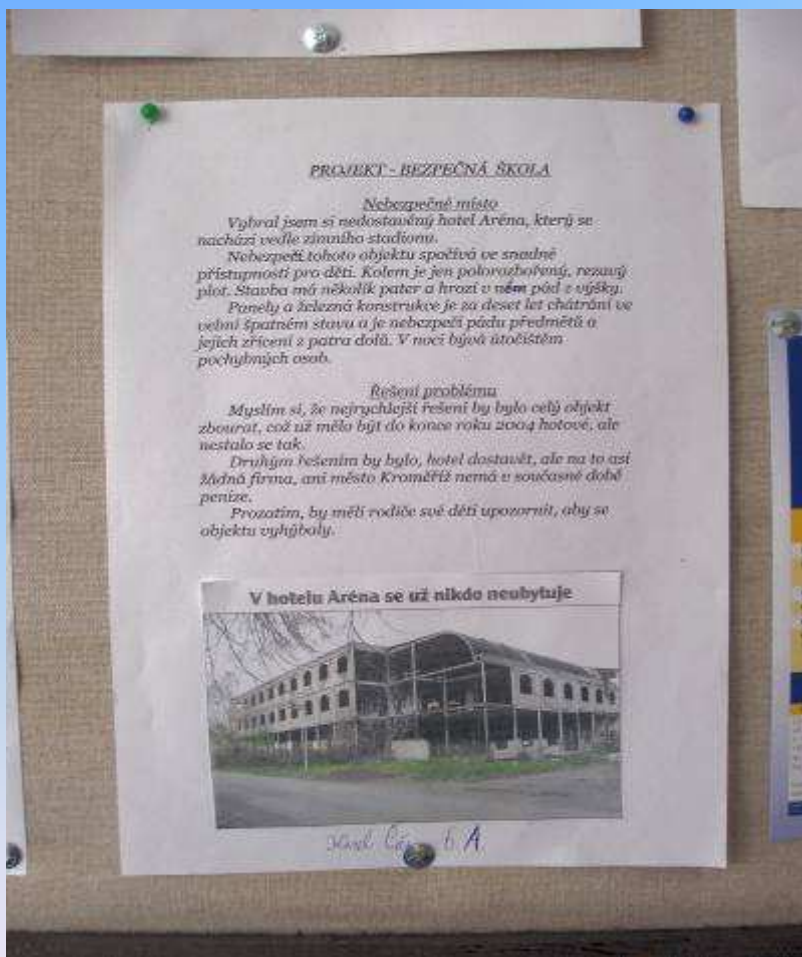 PROJEKT - BEZPEČNÁ ŠKOLA
Nebezpečné místo
Vybral jsem si nedostavěný hotel Aréna, který se
nachází vedle zimního stadionu.
Nebezpečí tohoto objektu spočívá ve snadné
přístupnosti pro děti. Kolem je jen polorozbořený, rezavý
plot. Stavba má několik pater a hrozí v něm pád z výšky.
Panely a železná konstrukce je za deset let chátrání ve
velmi špatném stavu a je nebezpečí pádu předmětů a
jejich zřícení z patra dolů. V noci bývá útočištěm
pochybných osob.
Řešení problému
Myslím si, že nejrychlejší řešení by bylo celý objekt
zbourat, což už mělo být do konce roku 2004 hotové, ale
nestalo se tak.
Druhým řešením by bylo, hotel dostavět, ale na to asi
žádná firma, ani město Kroměříž nemá v současné době
peníze.
Prozatím, by měli rodiče své děti upozornit, aby se
objektu vyhýbaly.
V hotelu Aréna se už nikdo neubytuje
6. A